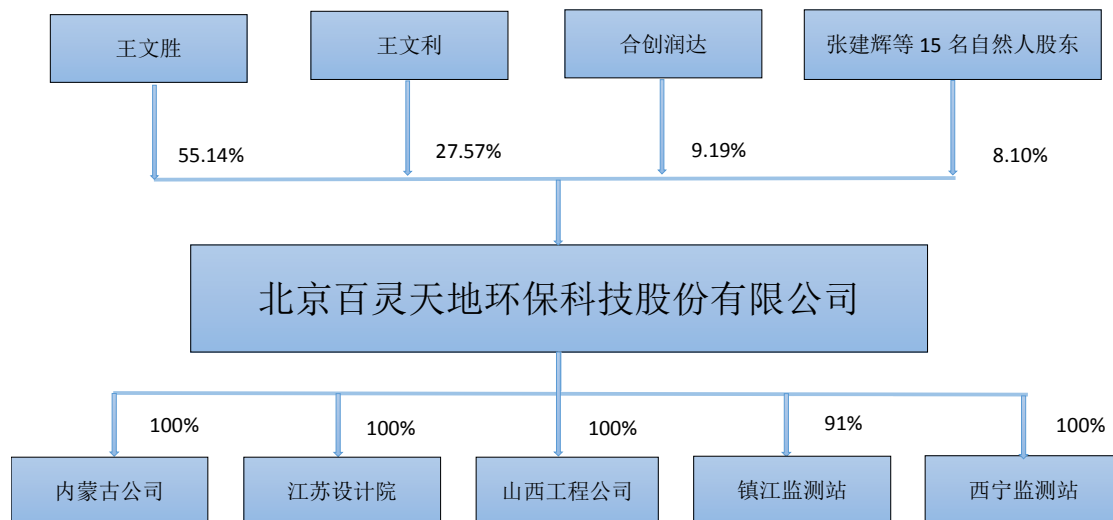 王文胜
王文利
合创润达
张建辉等 15 名自然人股东
55.14%
27.57%
9.19%
8.10%
北京百灵天地环保科技股份有限公司
100%
100%
100%
91%
100%
内蒙古公司
江苏设计院
山西工程公司
镇江监测站
西宁监测站